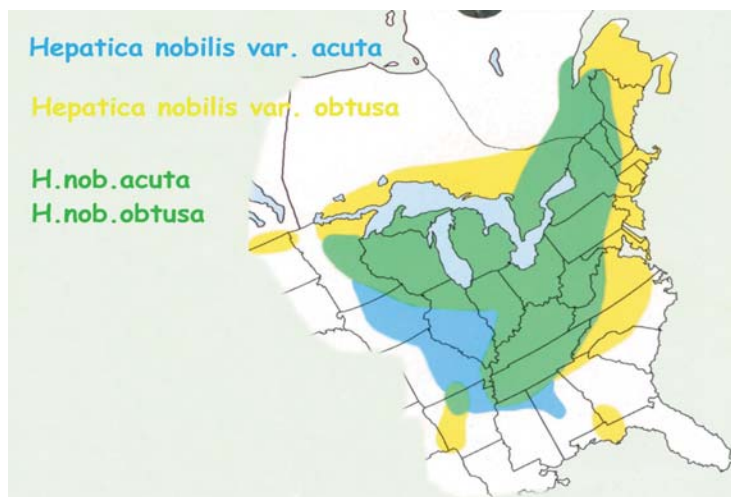 Hepatica nobilis var. acuta
Hepatica nobilis var. obtusa
H.nob.acuta
H.nob.obtusa